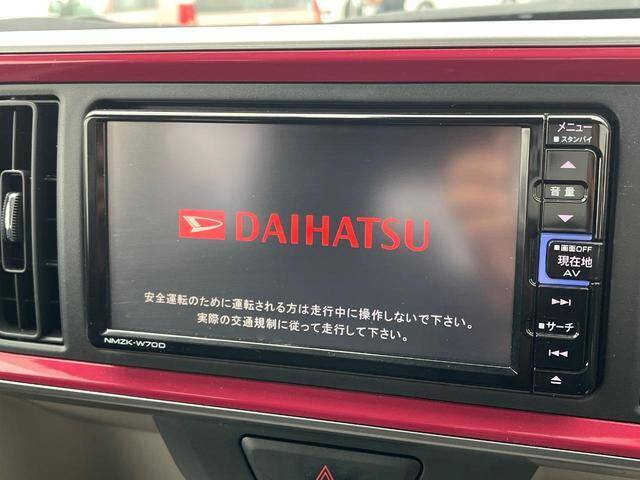 DAIHATSU
安全運転のために運転される方は走行中に操作しないで下さい。
実際の交通規制に従って走行して下さい。
NMZK-W70D
メニュー
■スタンバイ
音量
■画面OFF
現在地
AV
■サーチ